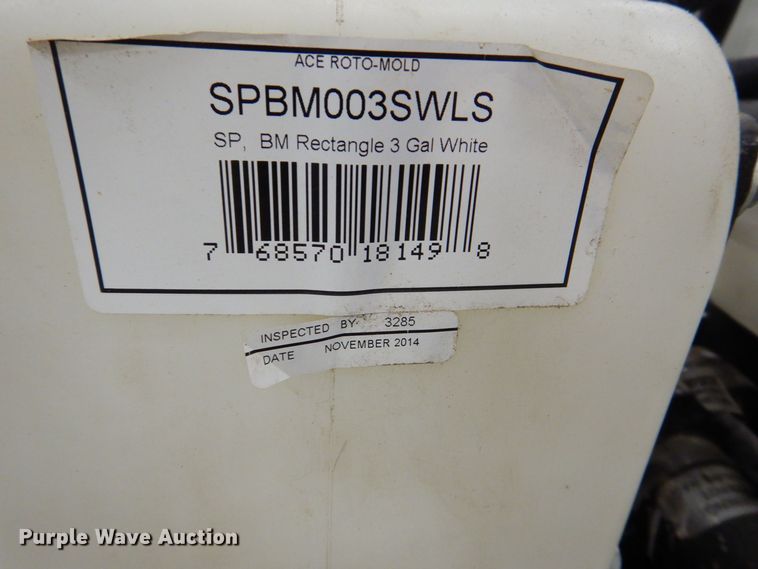 ACE ROTO-MOLD
SPBM003SWLS
SP, BM Rectangle 3 Gal White
7 68570 18149 8
INSPECTED BY 3285
DATE NOVEMBER 2014
Purple Wave Auction